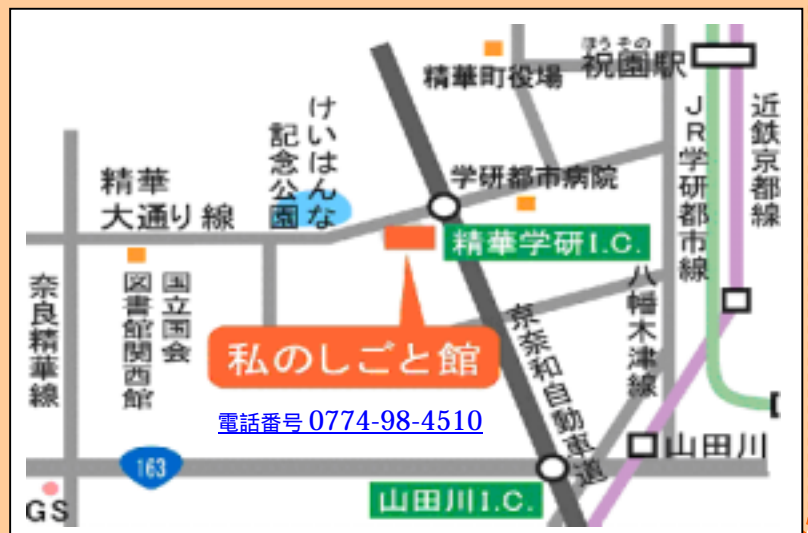 ほうその
祝園駅
精華町役場
近鉄京都線
JR学研都市線
けいはんな
記念公園
学研都市病院
精華
大通り線
精華学研I.C.
国立国会
図書館関西館
奈良精華線
八幡木津線
私のしごと館
京奈和自動車道
電話番号 0774-98-4510
山田川
163
山田川I.C.
GS